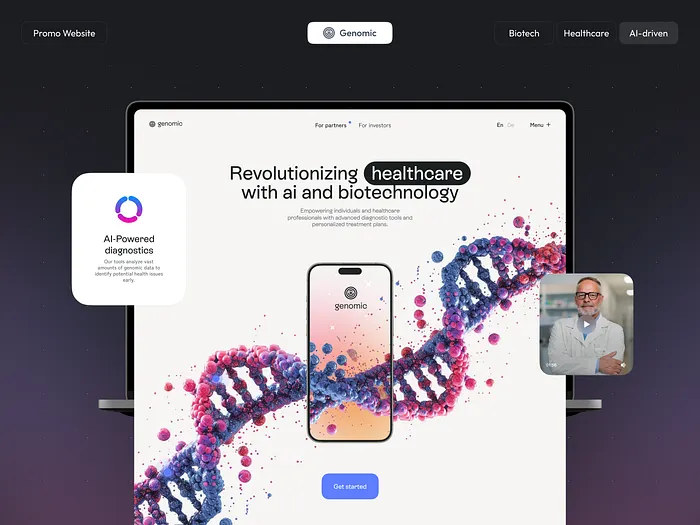 Promo Website
Genomic
Biotech
Healthcare
AI-driven
genomic
For partners
For investors
En
De
Menu +
Revolutionizing healthcare
with ai and biotechnology
Empowering individuals and healthcare
professionals with advanced diagnostic tools and
personalized treatment plans.
AI-Powered
diagnostics
Our tools analyze vast
amounts of genomic data to
identify potential health issues
early.
genomic
Get started